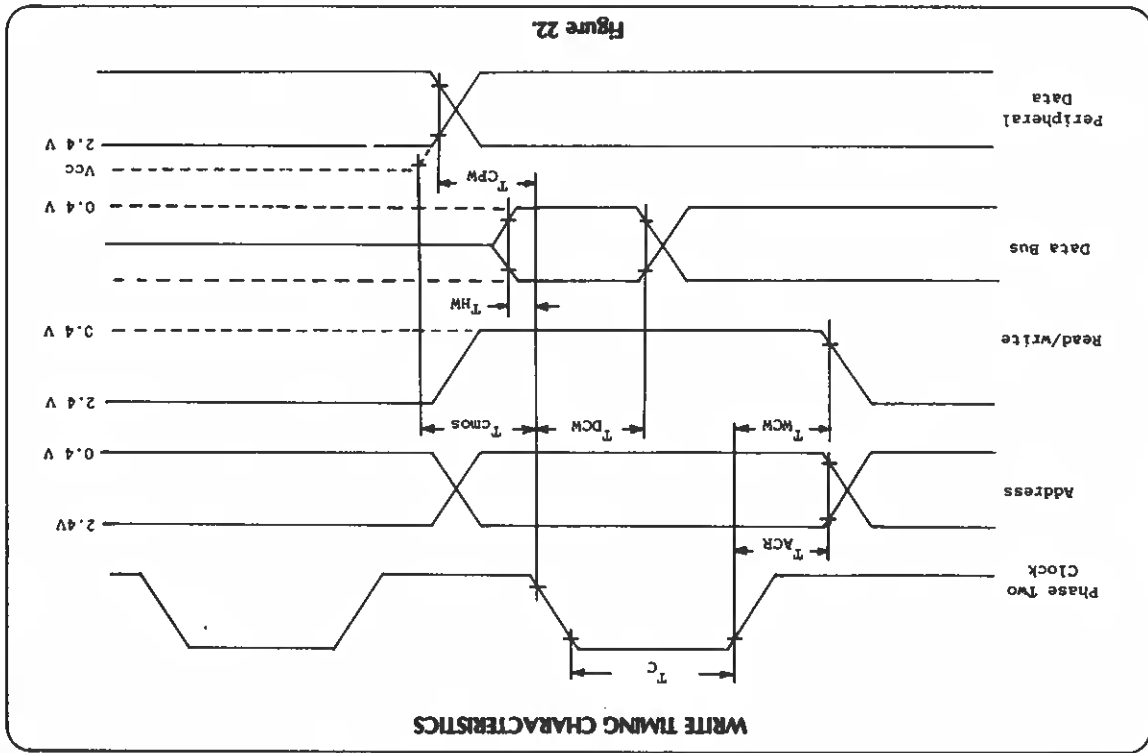 WRITE TIMING CHARACTERISTICS
TC
Phase Two
Clock
TACR
2.4V
Address
0.4 V
TWCW
TDCW
Tcmos
2.4 V
Read/write
0.4 V
THW
Data Bus
0.4 V
TCPW
Vcc
2.4 V
Peripheral
Data
Figure 22.